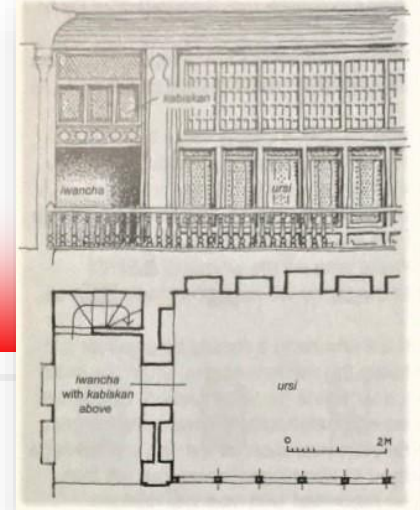 kabiskan
iwancha
ursi
iwancha
with kabiskan
above
ursi
0 2M